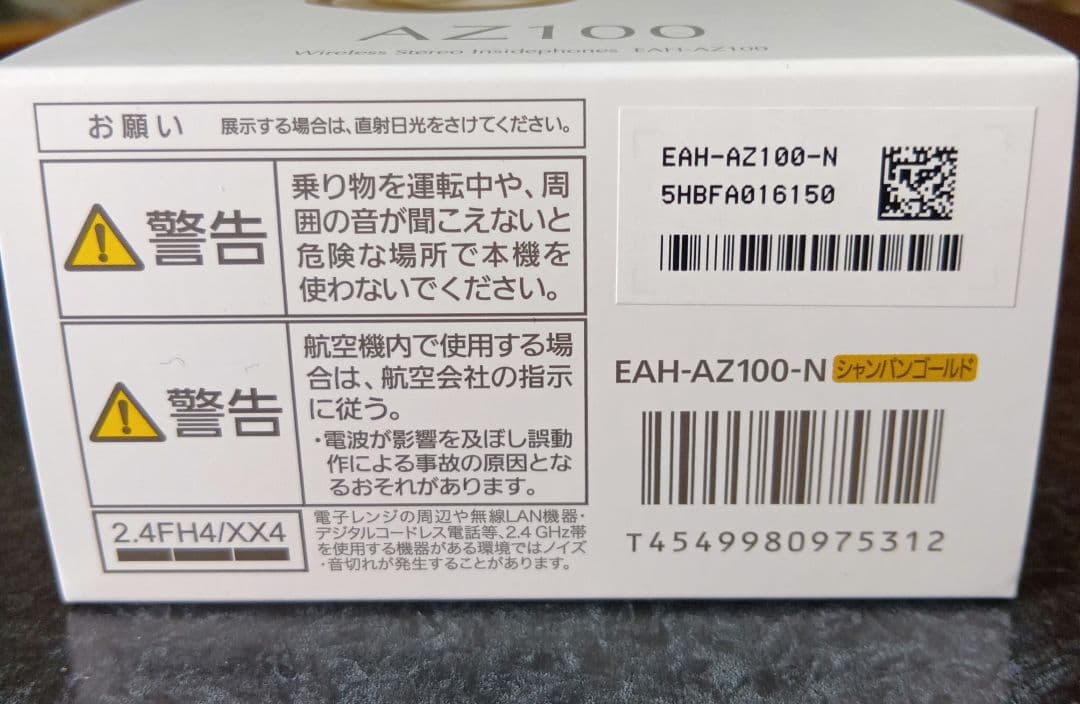 AZ100
Wireless Stereo Insidephones EAH-AZ100
お願い 展示する場合は、直射日光をさけてください。
警告
乗り物を運転中や、周
囲の音が聞こえないと
危険な場所で本機を
使わないでください。
警告
航空機内で使用する場
合は、航空会社の指示
に従う。
・電波が影響を及ぼし誤動
作による事故の原因とな
るおそれがあります。
2.4FH4/XX4
電子レンジの周辺や無線LAN機器・
デジタルコードレス電話等、2.4 GHz帯
を使用する機器がある環境ではノイズ
・音切れが発生することがあります。
EAH-AZ100-N
5HBFA016150
EAH-AZ100-N シャンパンゴールド
T4549980975312